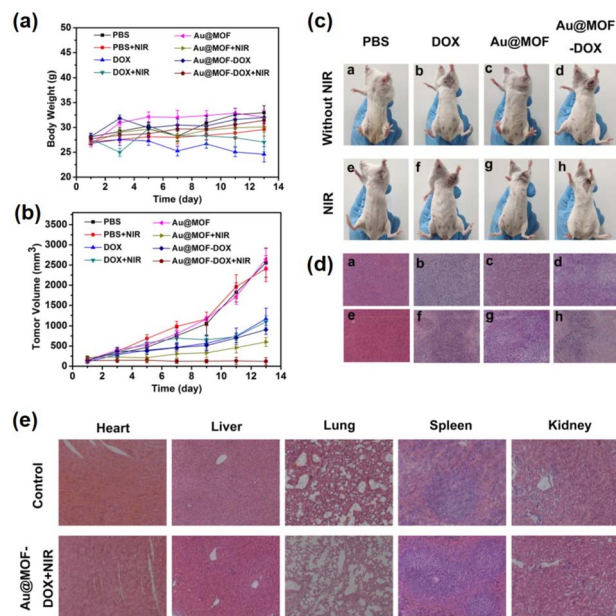 (a)
PBS
PBS+NIR
DOX
DOX+NIR
Au@MOF
Au@MOF+NIR
Au@MOF-DOX
Au@MOF-DOX+NIR
Body Weight (g)
50
45
40
35
30
25
20
0 2 4 6 8 10 12 14
Time (day)
(b)
PBS
PBS+NIR
DOX
DOX+NIR
Au@MOF
Au@MOF+NIR
Au@MOF-DOX
Au@MOF-DOX+NIR
Tomor Volume (mm³)
3500
3000
2500
2000
1500
1000
500
0
0 2 4 6 8 10 12 14
Time (day)
(c)
PBS DOX Au@MOF Au@MOF
-DOX
Without NIR
a b c d
NIR
e f g h
(d)
a b c d
e f g h
(e)
Heart Liver Lung Spleen Kidney
Control
Au@MOF-
DOX+NIR